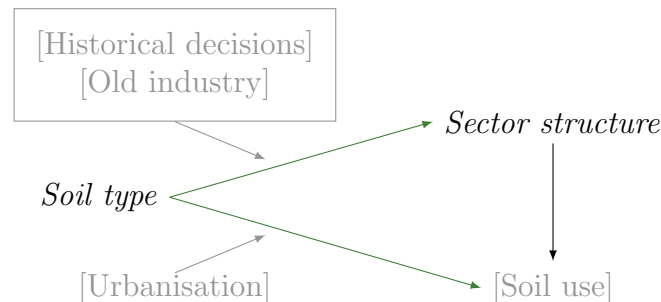 [Historical decisions]
[Old industry]
Sector structure
Soil type
[Urbanisation]
[Soil use]